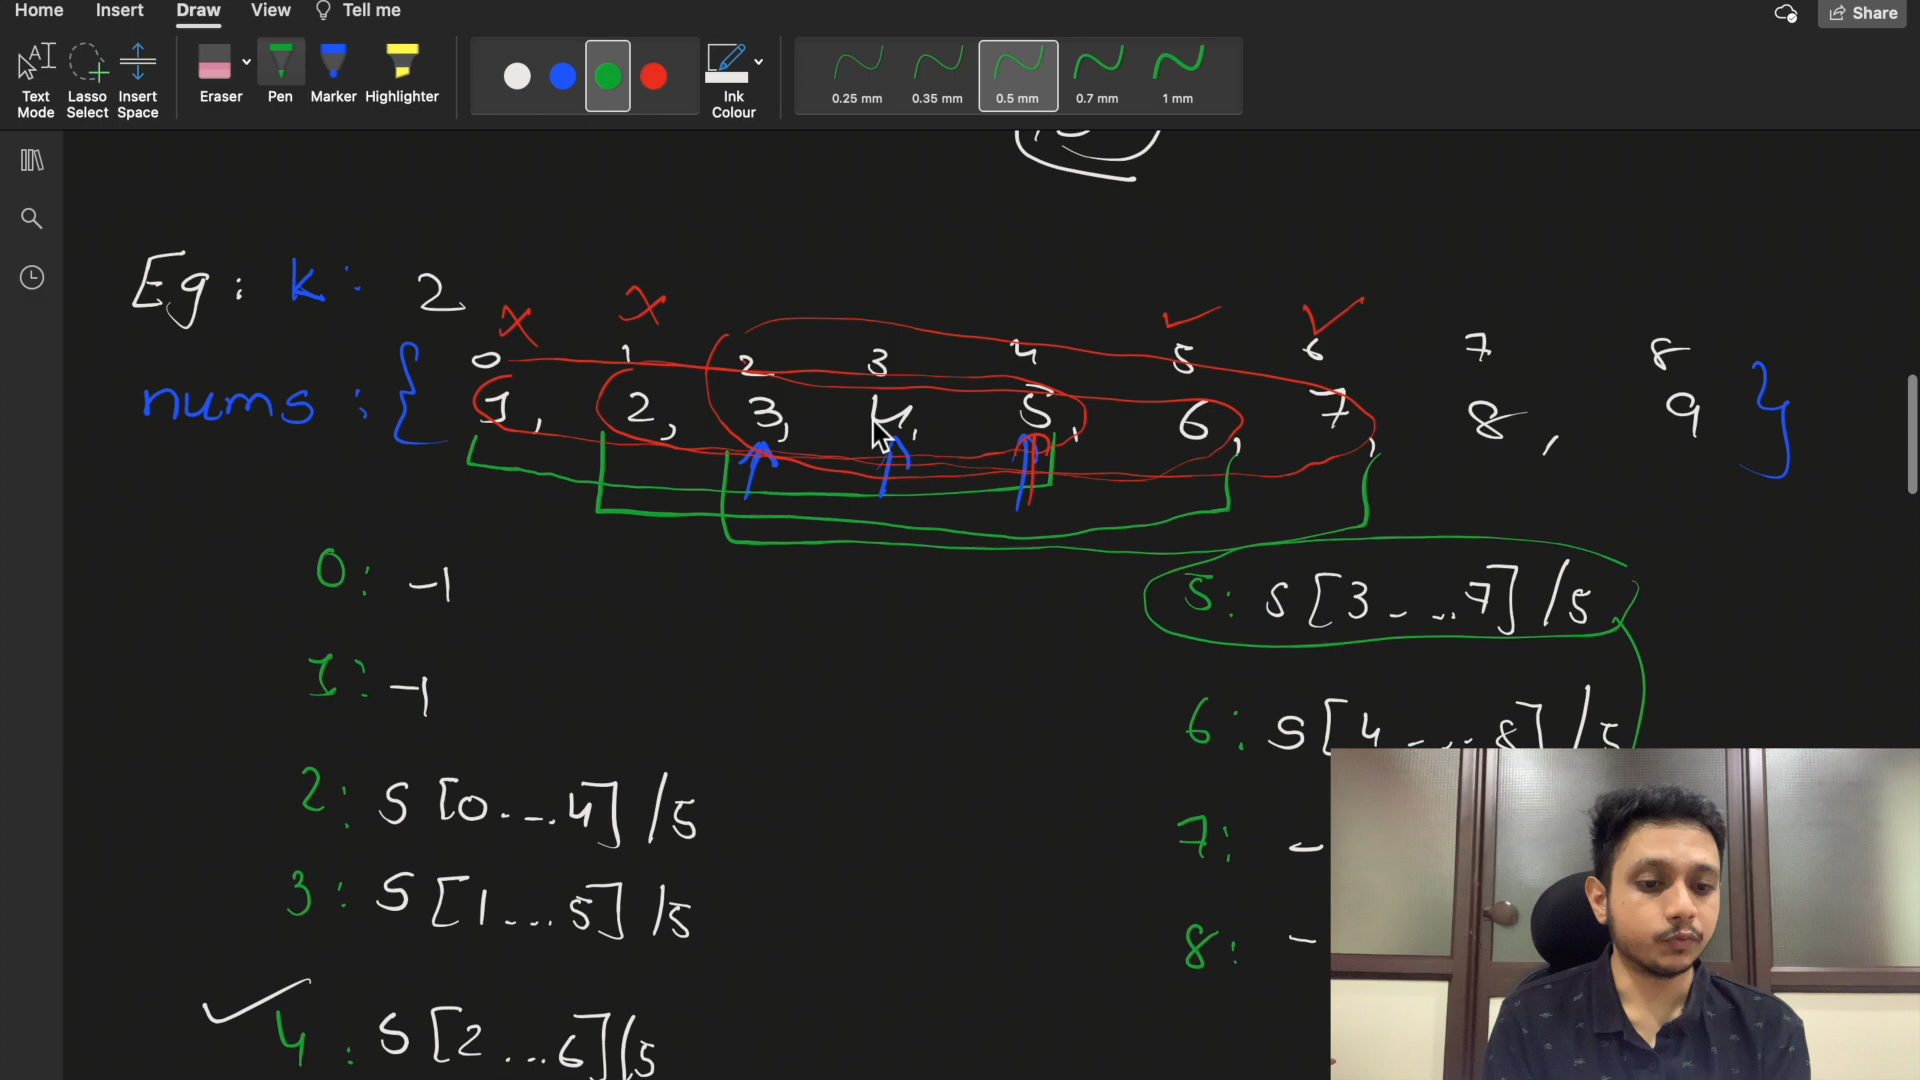 Home Insert Draw View Tell me Share
Text Mode Lasso Select Insert Space Eraser Pen Marker Highlighter Ink Colour 0.25 mm 0.35 mm 0.5 mm 0.7 mm 1 mm
Eg: k: 2
x x ✓ ✓
0 1 2 3 4 5 6 7 8
nums: { 1, 2, 3, 4, 5, 6, 7, 8, 9 }
0: -1
1: -1
2: S[0...4]/5
3: S[1...5]/5
✓ 4: S[2...6]/5
5: S[3...7]/5
6: S[4...8]/5
7: -
8: -